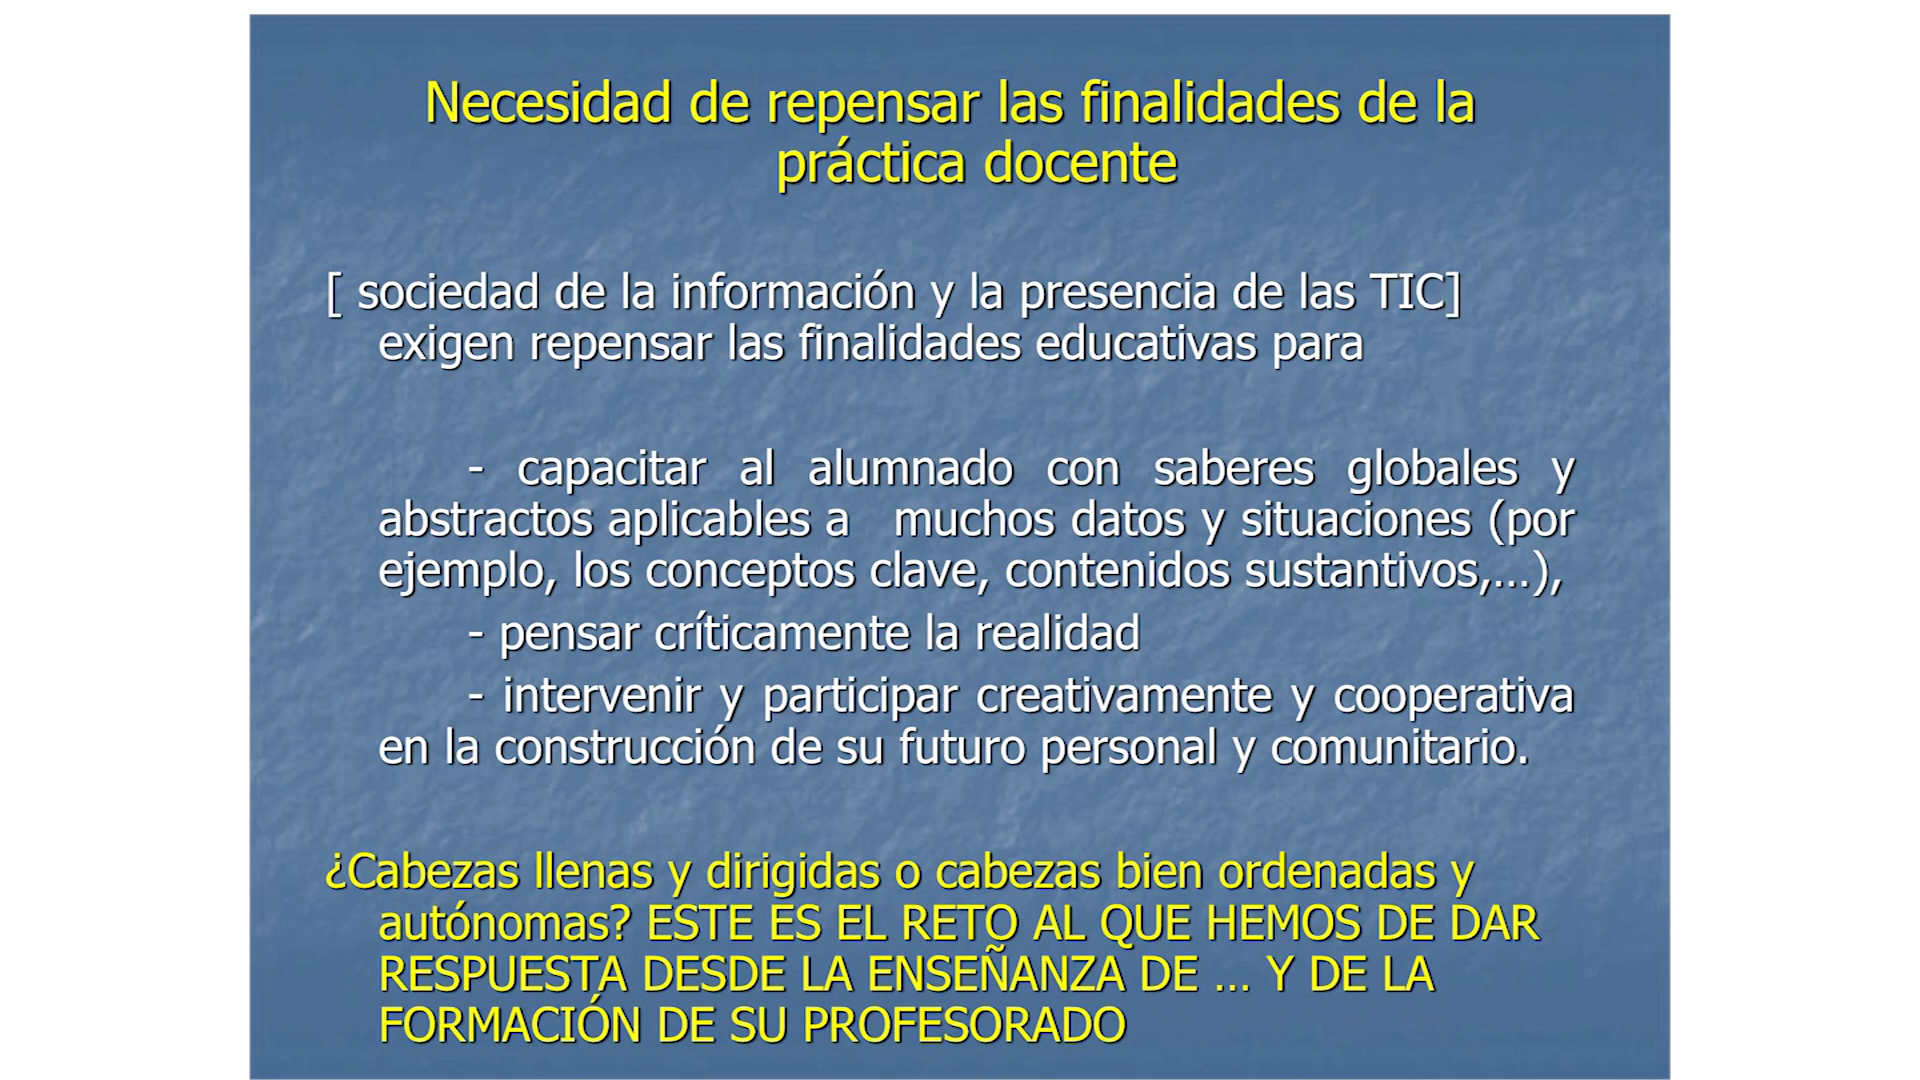 Necesidad de repensar las finalidades de la
práctica docente
[ sociedad de la información y la presencia de las TIC]
exigen repensar las finalidades educativas para
- capacitar al alumnado con saberes globales y
abstractos aplicables a muchos datos y situaciones (por
ejemplo, los conceptos clave, contenidos sustantivos,...),
- pensar críticamente la realidad
- intervenir y participar creativamente y cooperativa
en la construcción de su futuro personal y comunitario.
¿Cabezas llenas y dirigidas o cabezas bien ordenadas y
autónomas? ESTE ES EL RETO AL QUE HEMOS DE DAR
RESPUESTA DESDE LA ENSEÑANZA DE ... Y DE LA
FORMACIÓN DE SU PROFESORADO